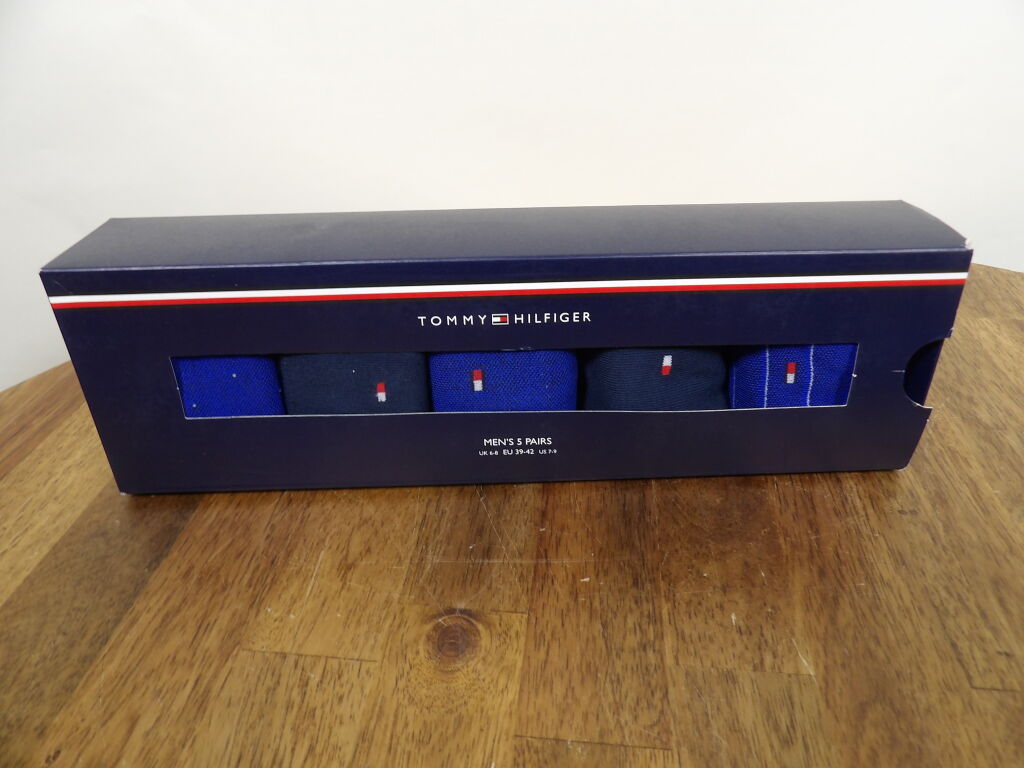 TOMMY HILFIGER
MEN'S 5 PAIRS
UK 6-8 EU 39-42 US 7-9